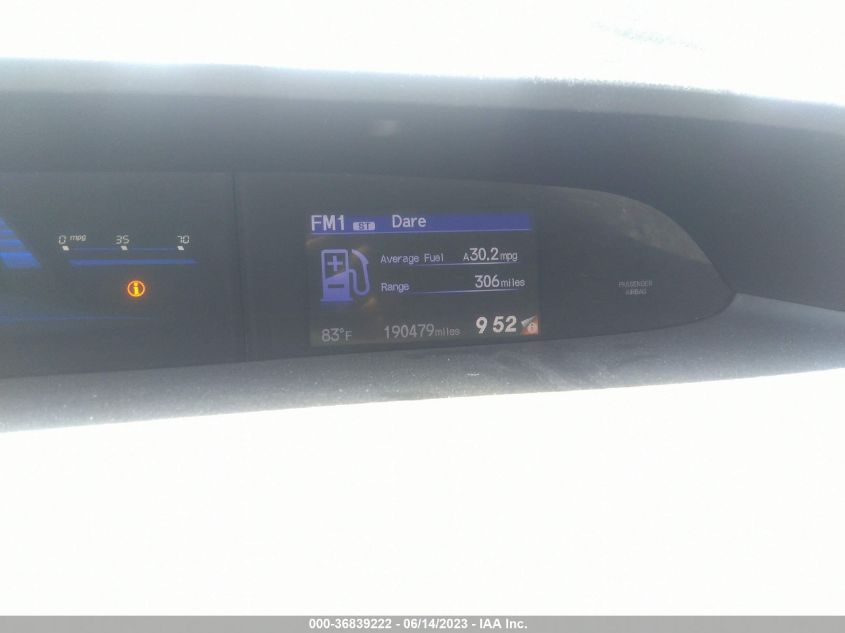 FM1 ST Dare
0 mpg 35 70
Average Fuel A30.2mpg
Range 306miles
PASSENGER
AIRBAG
83°F 190479miles 9 52
000-36839222 - 06/14/2023 - IAA Inc.